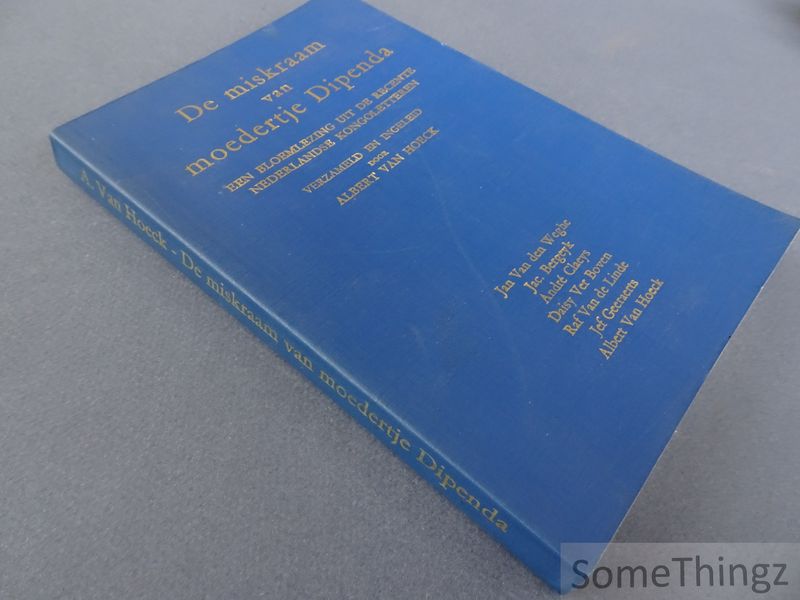 De miskraam
van
moedertje Dipenda
EEN BLOEMLEZING UIT DE RECENTE
NEDERLANDSE KONGOLETTEREN
VERZAMELD EN INGELEID
DOOR
ALBERT VAN HOECK
Jan Van den Weghe
Jac. Bergeyk
André Claeys
Daisy Ver Boven
Raf Van de Linde
Jef Geeraerts
Albert Van Hoeck
A. Van Hoeck - De miskraam van moedertje Dipenda
SomeThingz